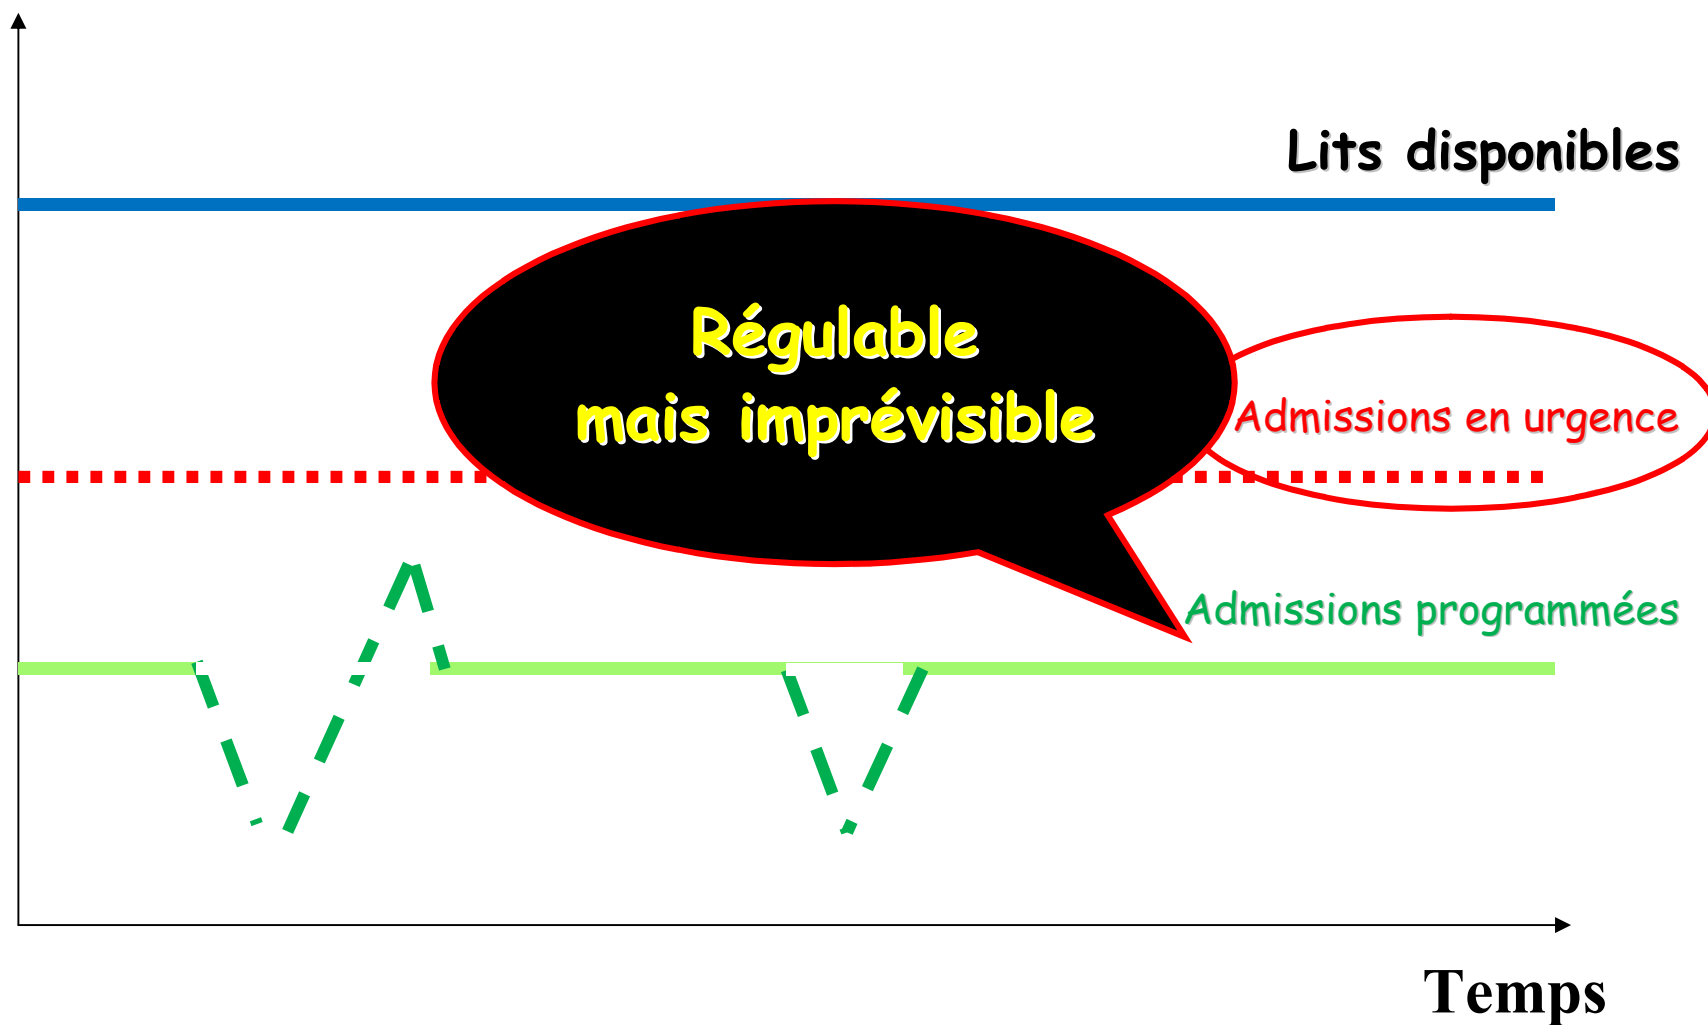 Lits disponibles
Régulable
mais imprévisible
Admissions en urgence
Admissions programmées
Temps